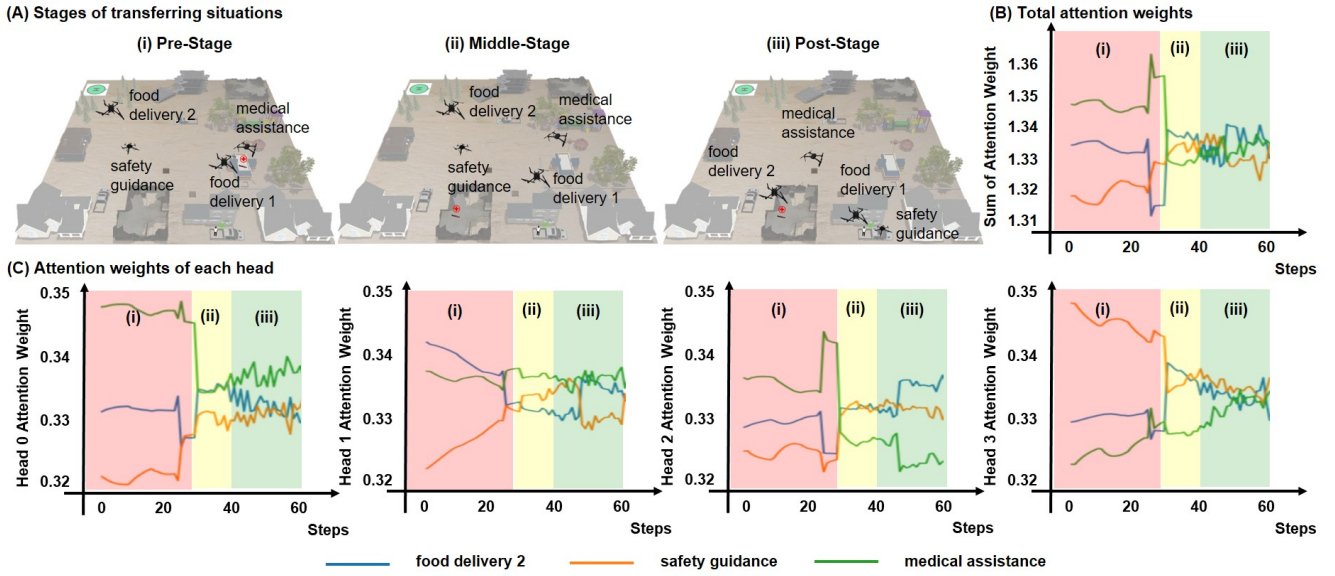 (A) Stages of transferring situations
(i) Pre-Stage
food
delivery 2
medical
assistance
safety
guidance
food
delivery 1
(ii) Middle-Stage
food
delivery 2
medical
assistance
safety
guidance
food
delivery 1
(iii) Post-Stage
medical
assistance
food
delivery 2
food
delivery 1
safety
guidance
(B) Total attention weights
Sum of Attention Weight
1.36
1.35
1.34
1.33
1.32
1.31
(i)
(ii)
(iii)
0 20 40 60
Steps
(C) Attention weights of each head
Head 0 Attention Weight
0.35
0.34
0.33
0.32
(i)
(ii)
(iii)
0 20 40 60
Steps
Head 1 Attention Weight
0.35
0.34
0.33
0.32
(i)
(ii)
(iii)
0 20 40 60
Steps
Head 2 Attention Weight
0.35
0.34
0.33
0.32
(i)
(ii)
(iii)
0 20 40 60
Steps
Head 3 Attention Weight
0.35
0.34
0.33
0.32
(i)
(ii)
(iii)
0 20 40 60
Steps
food delivery 2 safety guidance medical assistance